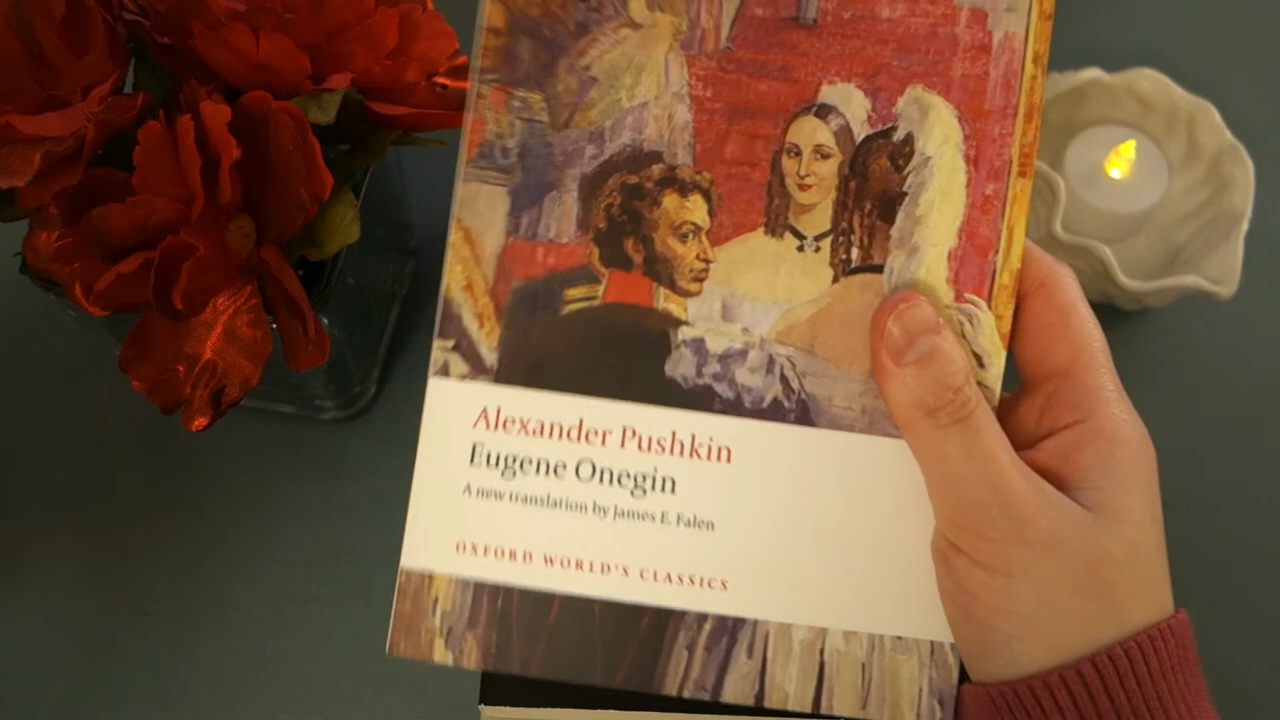 Alexander Pushkin
Eugene Onegin
A new translation by James E. Falen
OXFORD WORLD'S CLASSICS